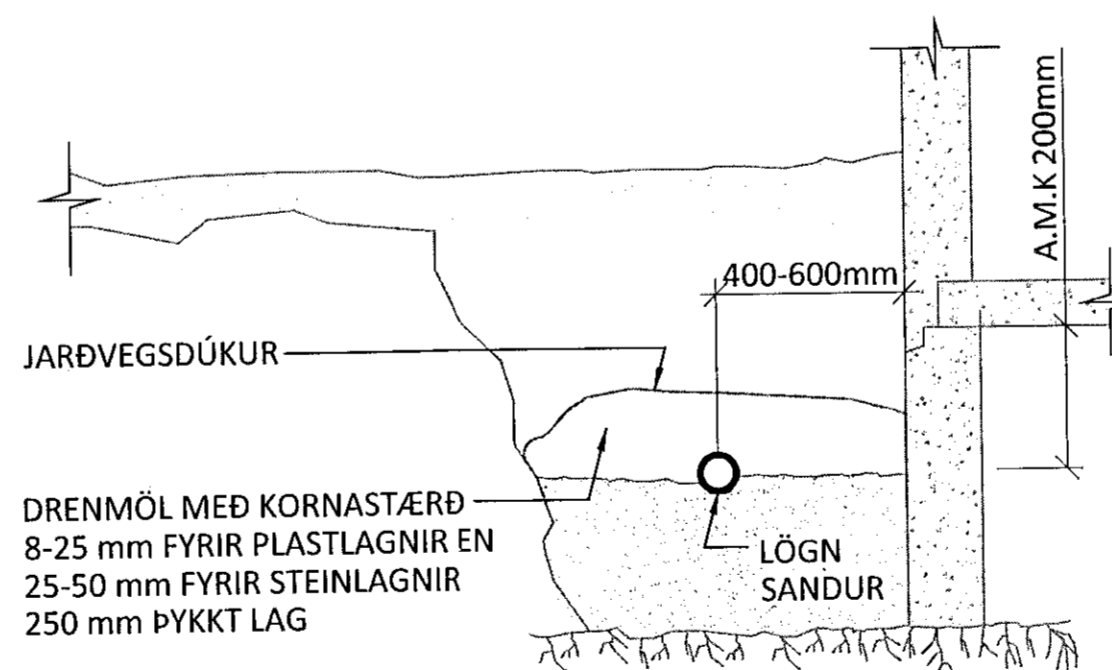 A.M.K 200mm
400-600mm
JARÐVEGSDÚKUR
DRENMÖL MEÐ KORNASTÆRÐ
8-25 mm FYRIR PLASTLAGNIR EN
25-50 mm FYRIR STEINLAGNIR
250 mm ÞYKKT LAG
LÖGN
SANDUR